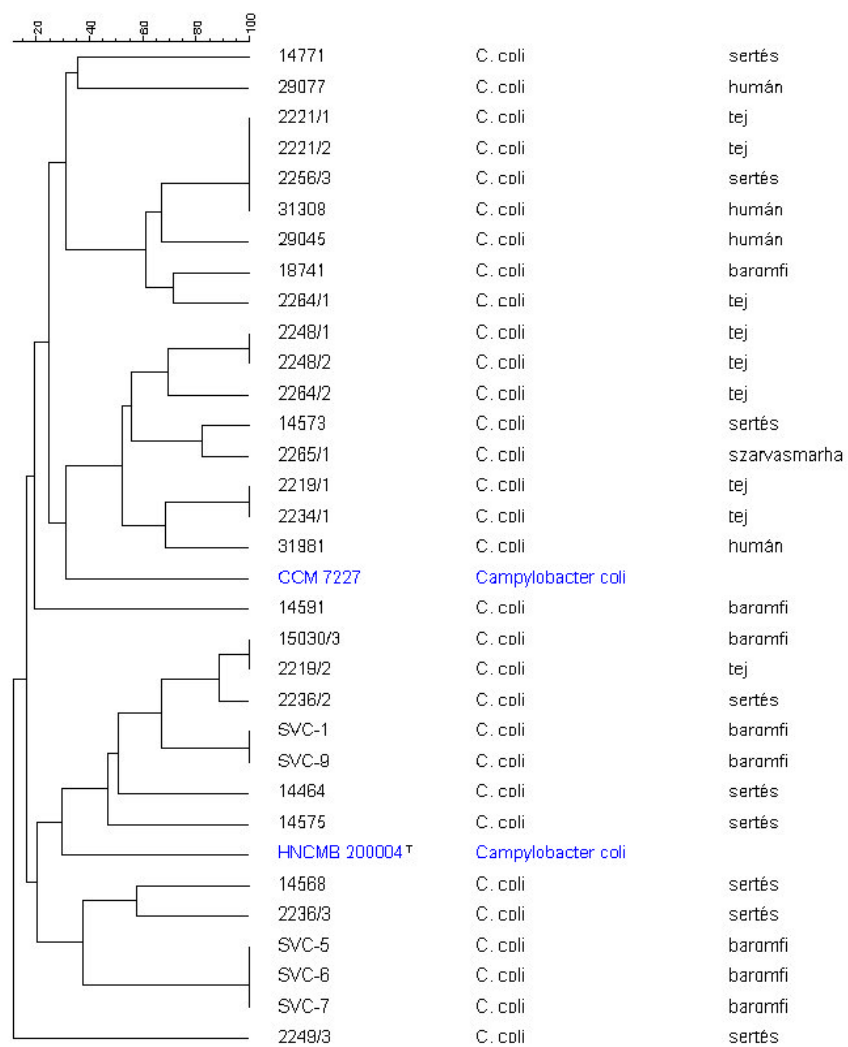 20 40 60 80 100
14771 C. coli sertés
29077 C. coli humán
2221/1 C. coli tej
2221/2 C. coli tej
2256/3 C. coli sertés
31308 C. coli humán
29045 C. coli humán
18741 C. coli baromfi
2264/1 C. coli tej
2248/1 C. coli tej
2248/2 C. coli tej
2264/2 C. coli tej
14573 C. coli sertés
2265/1 C. coli szarvasmarha
2219/1 C. coli tej
2234/1 C. coli tej
31981 C. coli humán
CCM 7227 Campylobacter coli
14591 C. coli baromfi
15030/3 C. coli baromfi
2219/2 C. coli tej
2236/2 C. coli sertés
SVC-1 C. coli baromfi
SVC-9 C. coli baromfi
14464 C. coli sertés
14575 C. coli sertés
HNCMB 200004 T Campylobacter coli
14568 C. coli sertés
2236/3 C. coli sertés
SVC-5 C. coli baromfi
SVC-6 C. coli baromfi
SVC-7 C. coli baromfi
2249/3 C. coli sertés